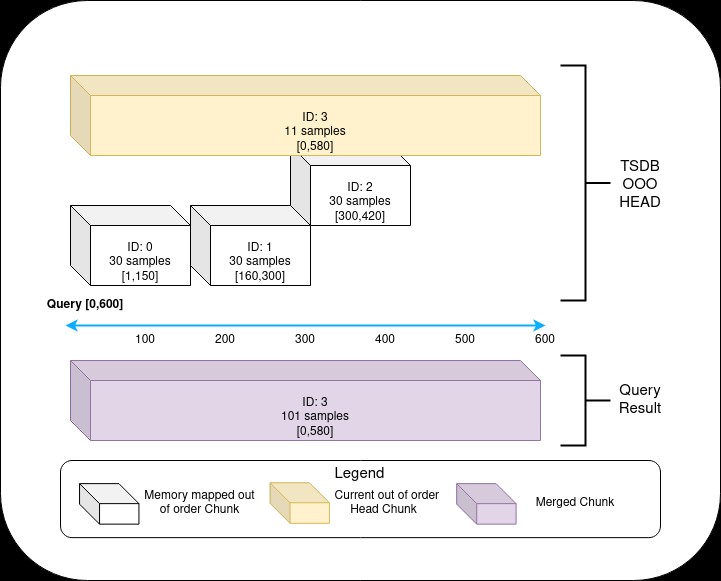 ID: 3
11 samples
[0,580]
ID: 2
30 samples
[300,420]
ID: 0
30 samples
[1,150]
ID: 1
30 samples
[160,300]
TSDB
OOO
HEAD
Query [0,600]
100 200 300 400 500 600
ID: 3
101 samples
[0,580]
Query
Result
Legend
Memory mapped out
of order Chunk
Current out of order
Head Chunk
Merged Chunk